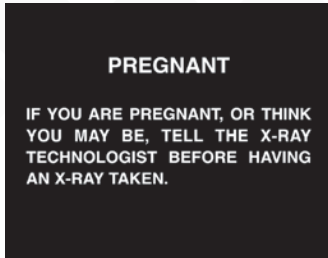 PREGNANT
IF YOU ARE PREGNANT, OR THINK
YOU MAY BE, TELL THE X-RAY
TECHNOLOGIST BEFORE HAVING
AN X-RAY TAKEN.